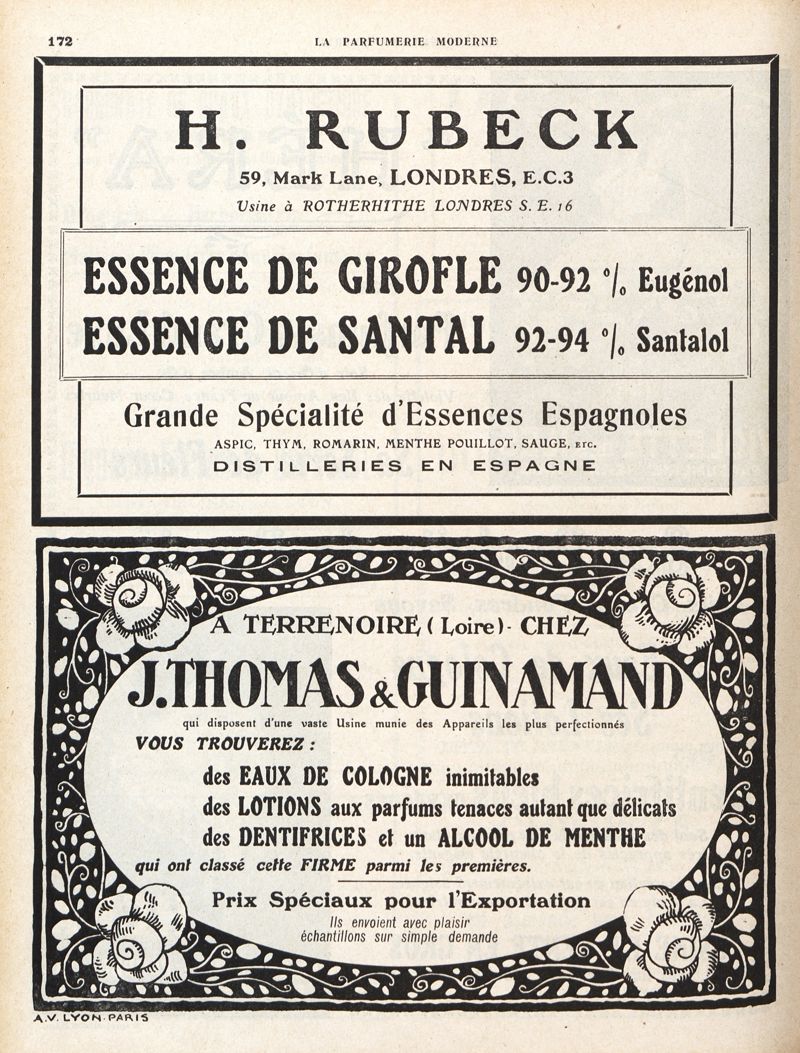 172
LA PARFUMERIE MODERNE
H. RUBECK
59, Mark Lane, LONDRES, E.C.3
Usine à ROTHERHITHE LONDRES S. E. 16
ESSENCE DE GIROFLE 90-92 % Eugénol
ESSENCE DE SANTAL 92-94 % Santalol
Grande Spécialité d'Essences Espagnoles
ASPIC, THYM, ROMARIN, MENTHE POUILLOT, SAUGE, ETC.
DISTILLERIES EN ESPAGNE
A TERRENOIRE (Loire) - CHEZ
J. THOMAS & GUINAMAND
qui disposent d'une vaste Usine munie des Appareils les plus perfectionnés
VOUS TROUVEREZ :
des EAUX DE COLOGNE inimitables
des LOTIONS aux parfums tenaces autant que délicats
des DENTIFRICES et un ALCOOL DE MENTHE
qui ont classé cette FIRME parmi les premières.
Prix Spéciaux pour l'Exportation
Ils envoient avec plaisir
échantillons sur simple demande
A.V. LYON-PARIS